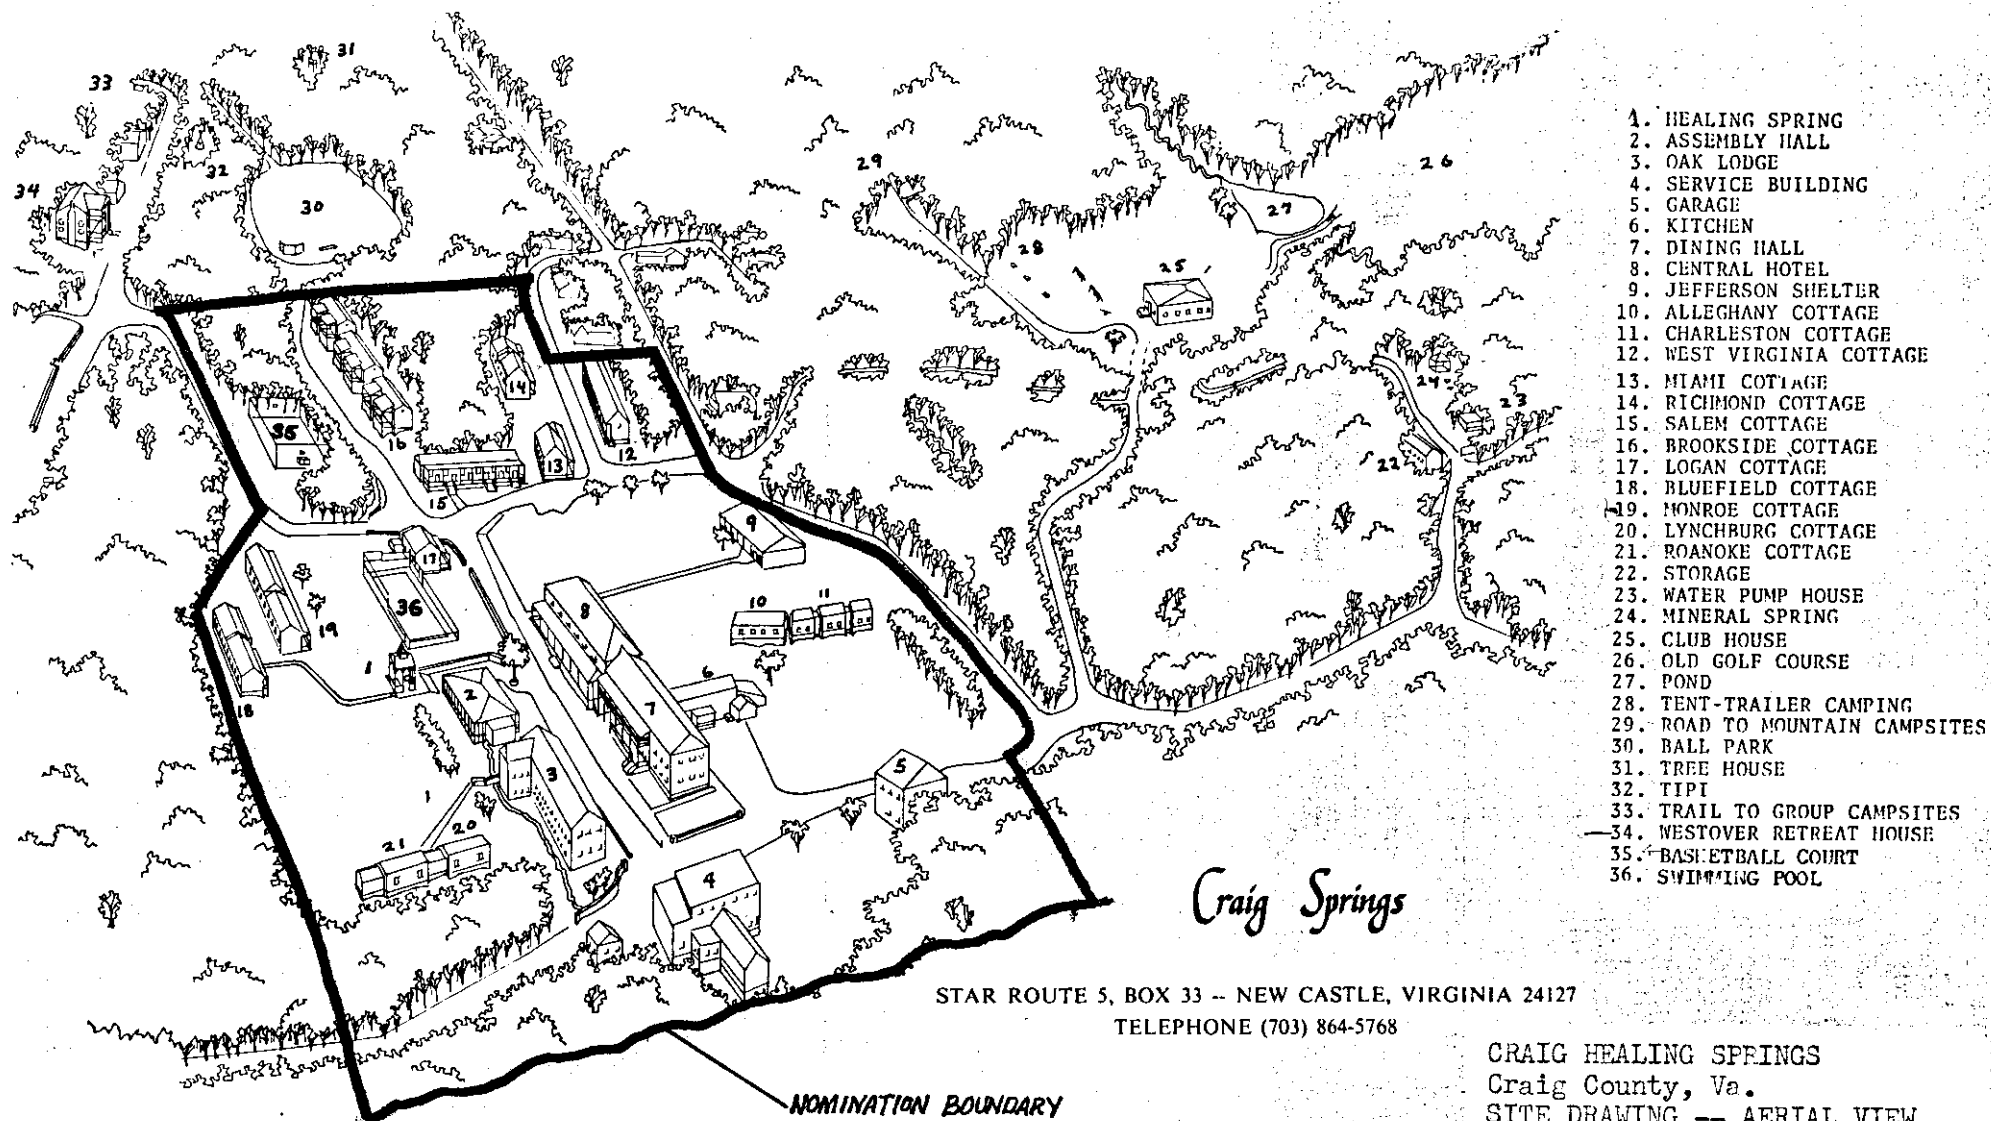 33
31
34
32
30
29
28
27
26
25
24
23
22
35
16
14
15
13
12
17
36
19
18
1
2
9
8
10
11
7
6
3
5
1
20
21
4
1. HEALING SPRING
2. ASSEMBLY HALL
3. OAK LODGE
4. SERVICE BUILDING
5. GARAGE
6. KITCHEN
7. DINING HALL
8. CENTRAL HOTEL
9. JEFFERSON SHELTER
10. ALLEGHANY COTTAGE
11. CHARLESTON COTTAGE
12. WEST VIRGINIA COTTAGE
13. MIAMI COTTAGE
14. RICHMOND COTTAGE
15. SALEM COTTAGE
16. BROOKSIDE COTTAGE
17. LOGAN COTTAGE
18. BLUEFIELD COTTAGE
19. MONROE COTTAGE
20. LYNCHBURG COTTAGE
21. ROANOKE COTTAGE
22. STORAGE
23. WATER PUMP HOUSE
24. MINERAL SPRING
25. CLUB HOUSE
26. OLD GOLF COURSE
27. POND
28. TENT-TRAILER CAMPING
29. ROAD TO MOUNTAIN CAMPSITES
30. BALL PARK
31. TREE HOUSE
32. TIPI
33. TRAIL TO GROUP CAMPSITES
34. WESTOVER RETREAT HOUSE
35. BASKETBALL COURT
36. SWIMMING POOL
Craig Springs
STAR ROUTE 5, BOX 33 -- NEW CASTLE, VIRGINIA 24127
TELEPHONE (703) 864-5768
NOMINATION BOUNDARY
CRAIG HEALING SPRINGS
Craig County, Va.
SITE DRAWING -- AERIAL VIEW